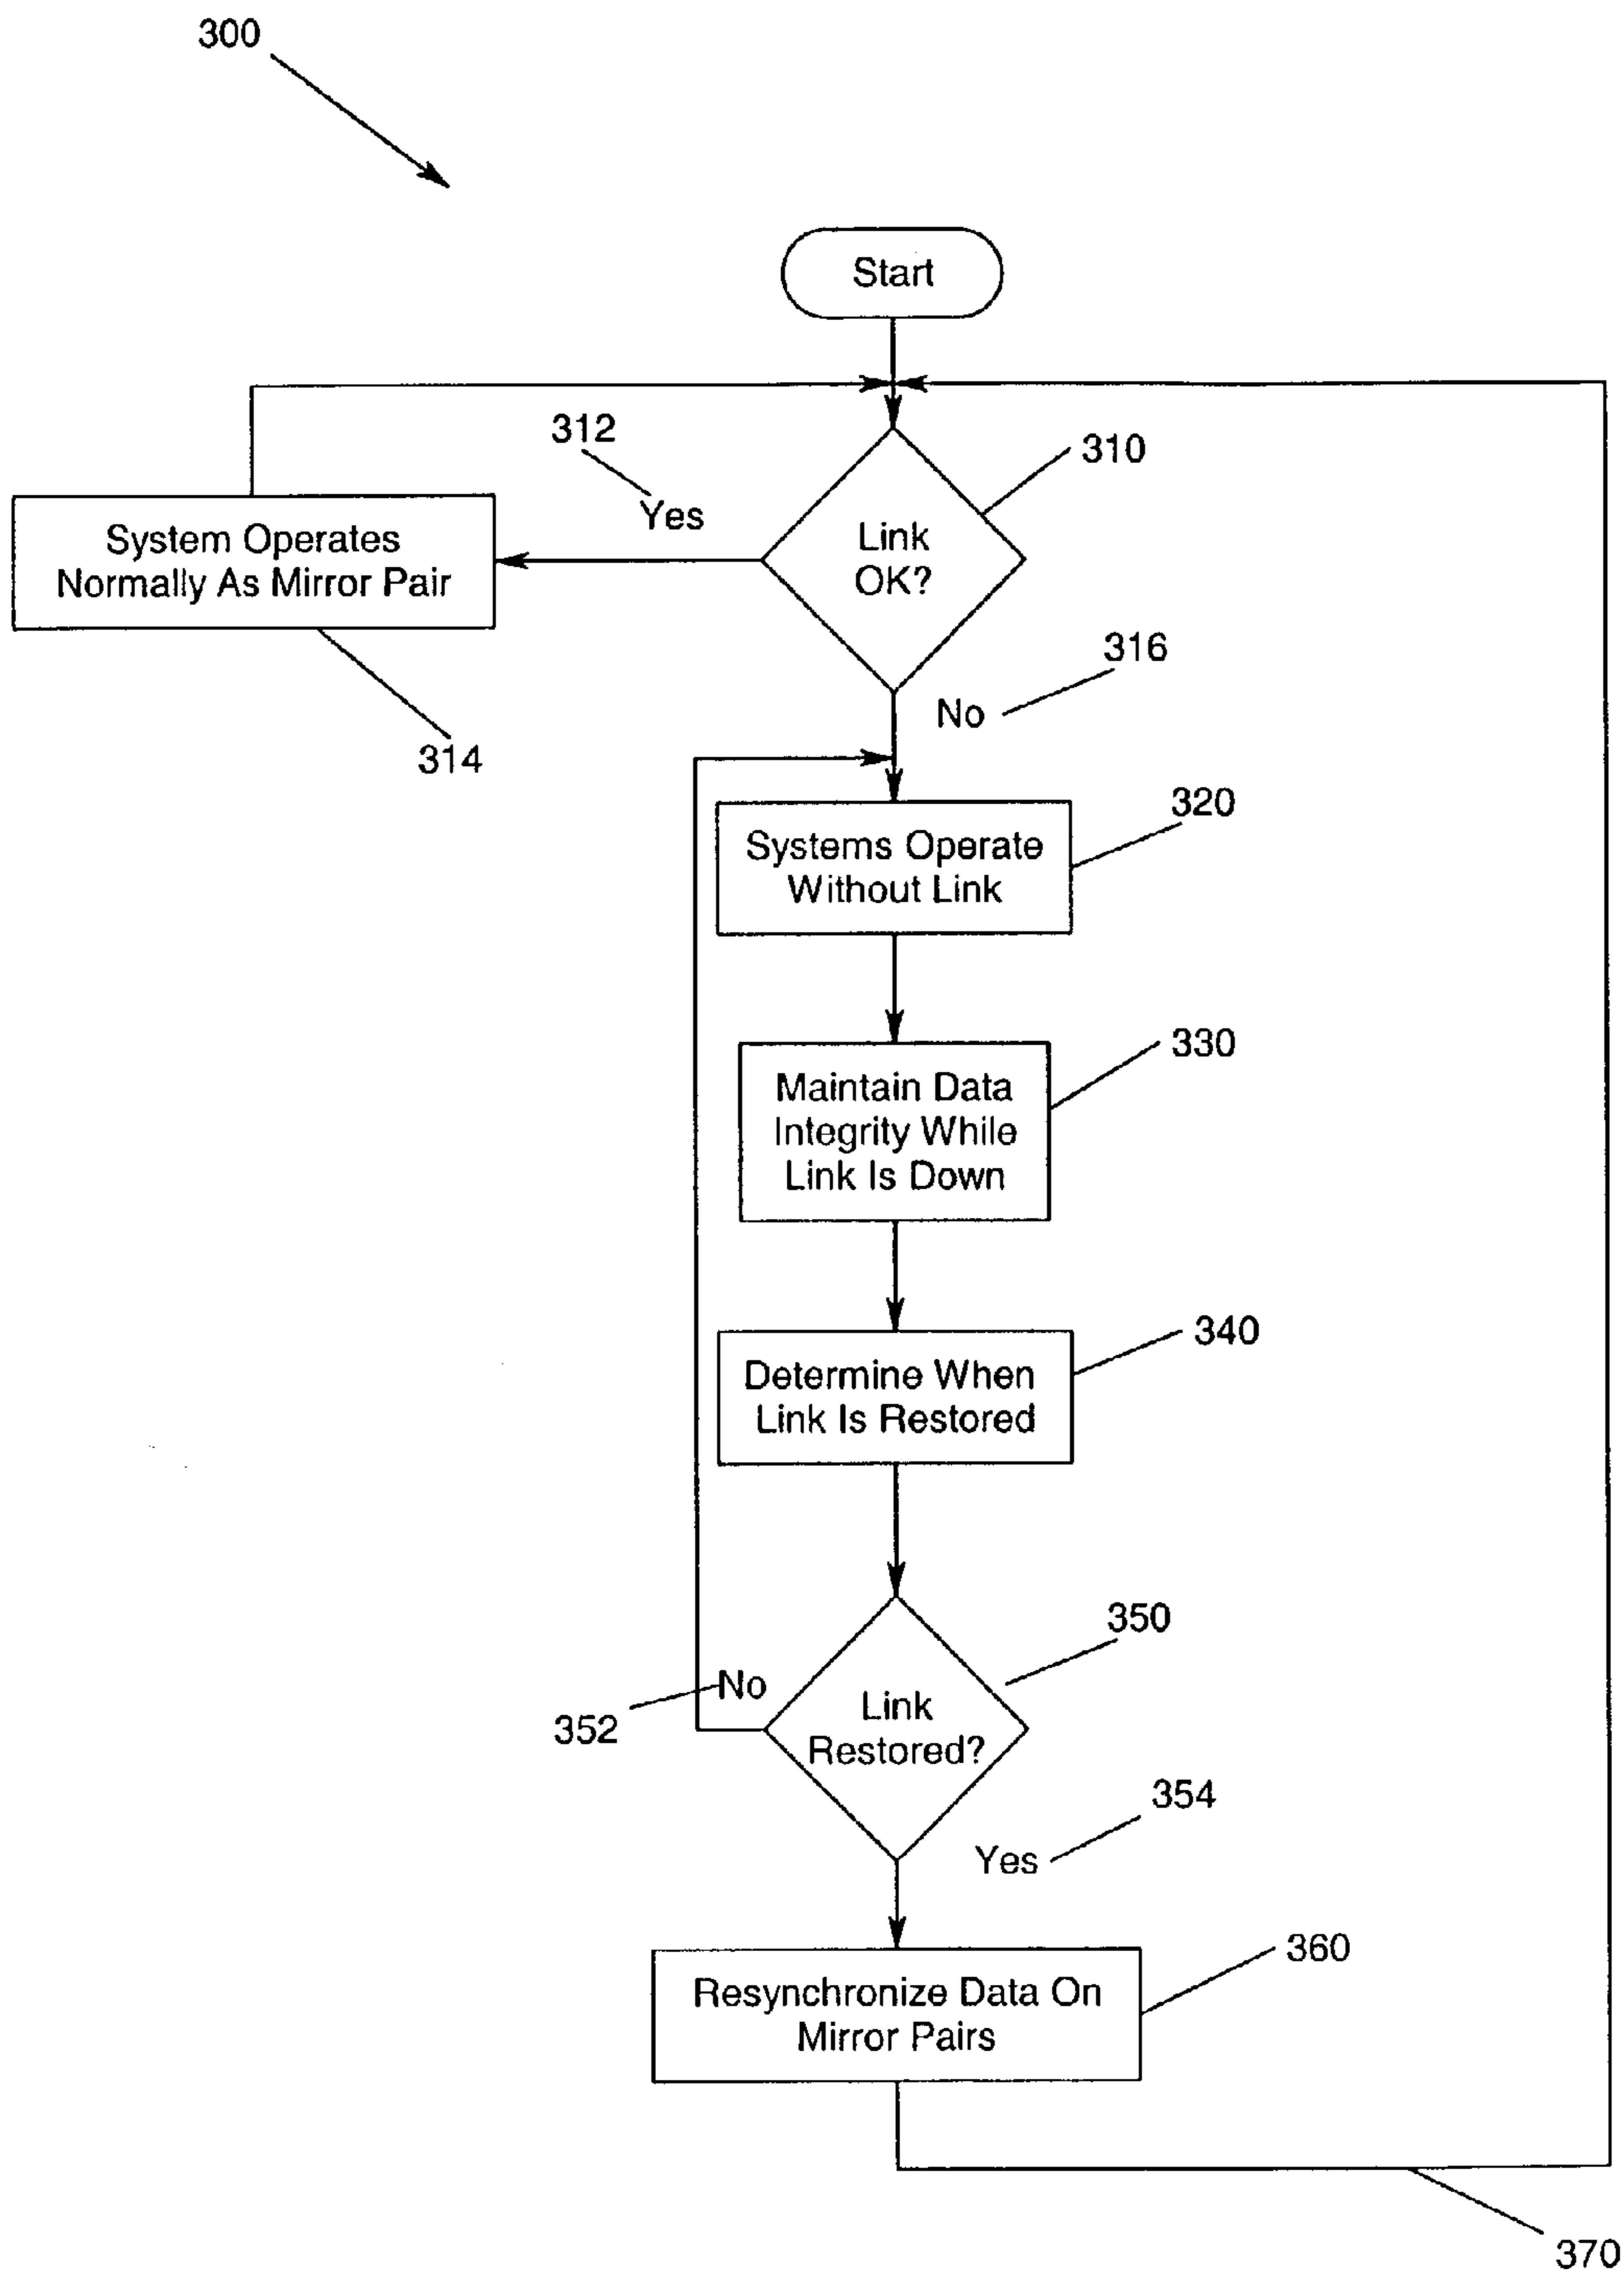 300
Start
312
Yes
310
Link
OK?
System Operates
Normally As Mirror Pair
314
316
No
320
Systems Operate
Without Link
330
Maintain Data
Integrity While
Link Is Down
340
Determine When
Link Is Restored
350
No
352
Link
Restored?
354
Yes
360
Resynchronize Data On
Mirror Pairs
370